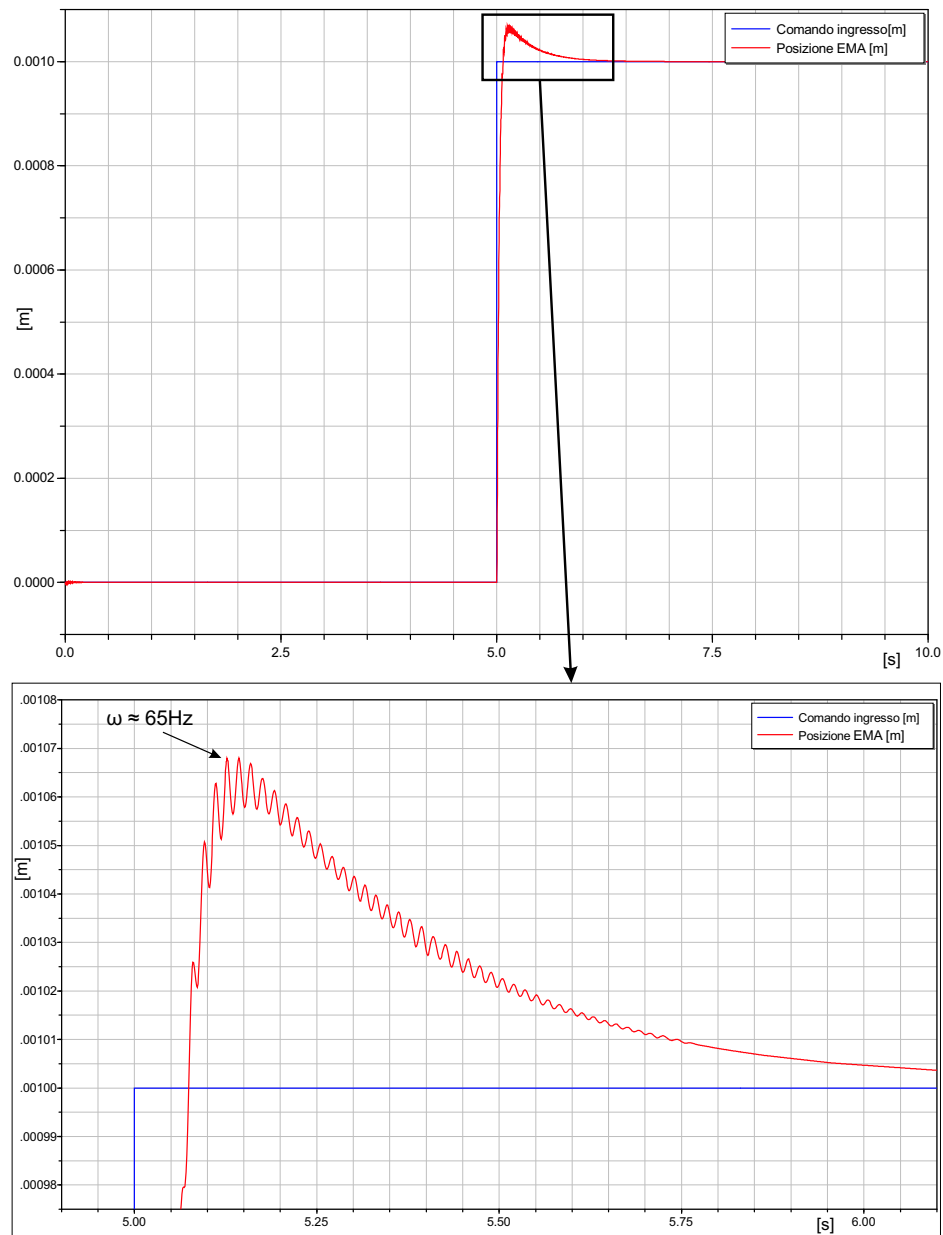 Comando ingresso[m]
Posizione EMA [m]
0.0010
0.0008
0.0006
[m]
0.0004
0.0002
0.0000
0.0 2.5 5.0 7.5 10.0
[s]
.00108
ω ≈ 65Hz
Comando ingresso [m]
Posizione EMA [m]
.00107
.00106
.00105
[m]
.00104
.00103
.00102
.00101
.00100
.00099
.00098
5.00 5.25 5.50 5.75 6.00
[s]